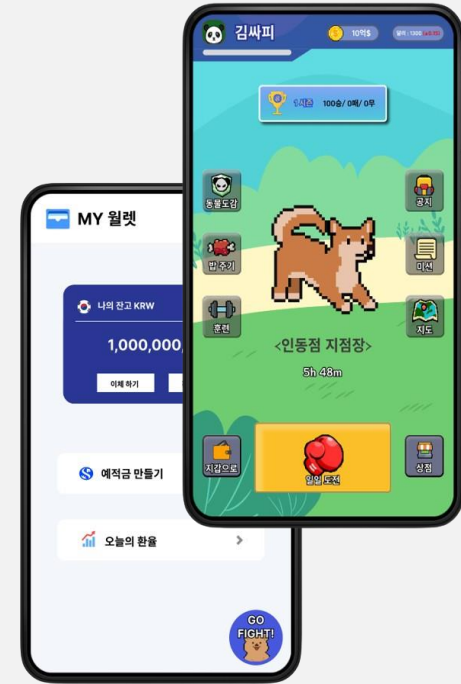 김싸피
10억$
달러 : 1300
1 시즌 100승/ 0패/ 0무
동물도감
공지
밥 주기
미션
훈련
지도
<인동점 지점장>
5h 48m
지갑으로
일일 도전
상점
MY 월렛
나의 잔고 KRW
1,000,000,
이체 하기
예적금 만들기
오늘의 환율
GO
FIGHT!